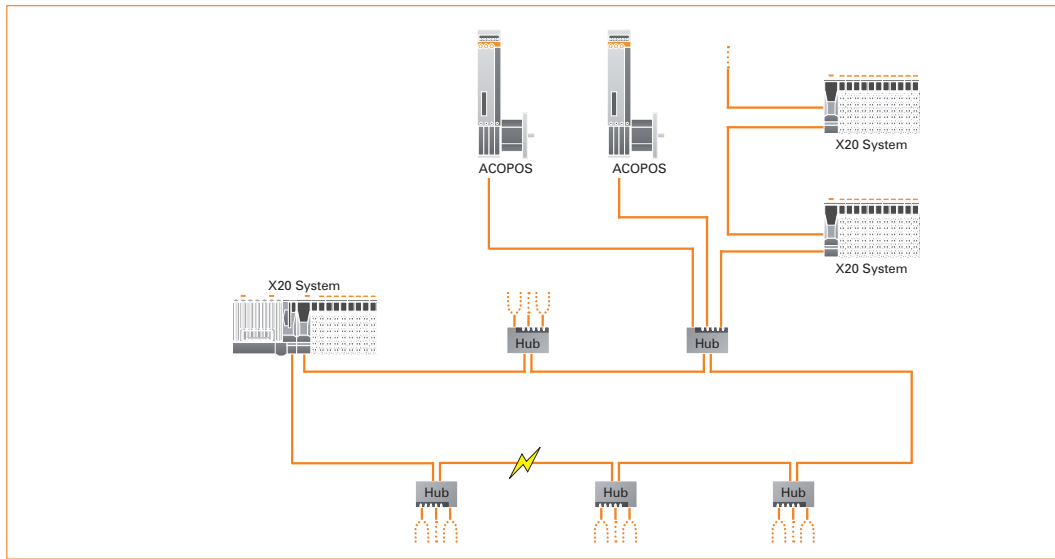 ACOPOS
ACOPOS
X20 System
X20 System
X20 System
Hub
Hub
Hub
Hub
Hub